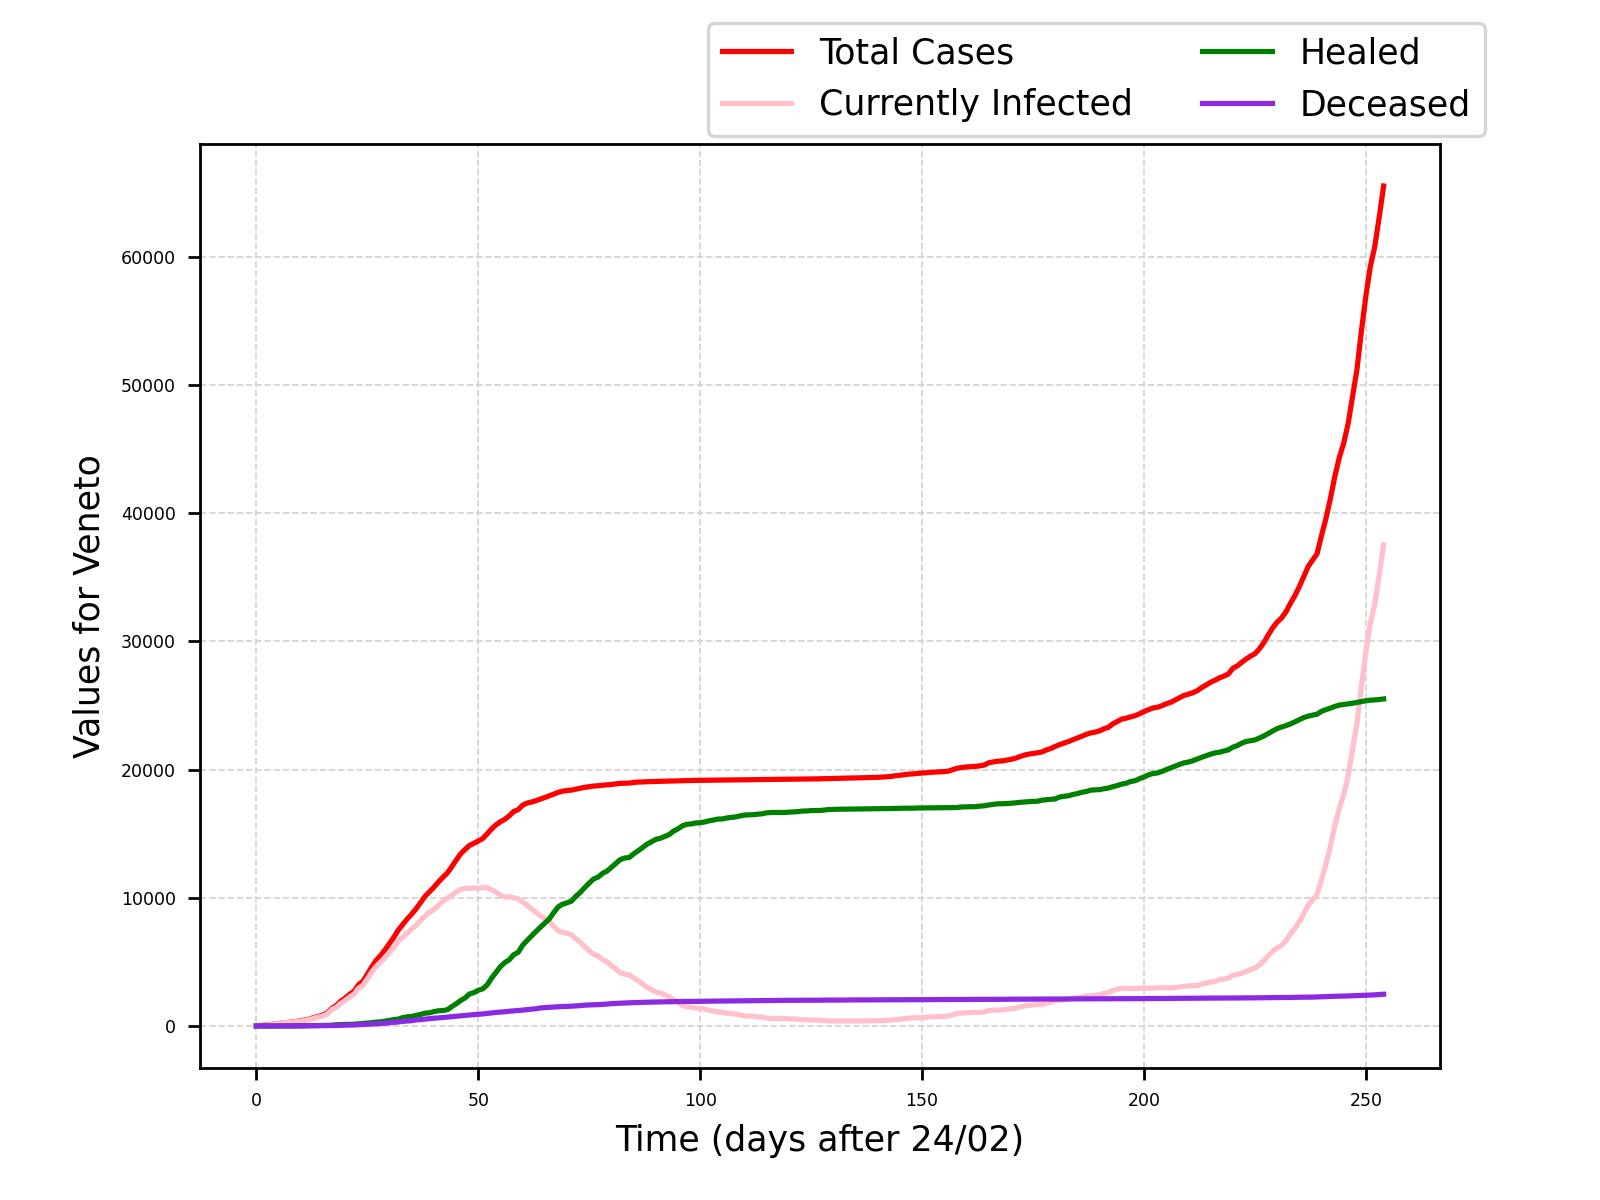 Total Cases
Currently Infected
Healed
Deceased
Values for Veneto
60000
50000
40000
30000
20000
10000
0
0 50 100 150 200 250
Time (days after 24/02)